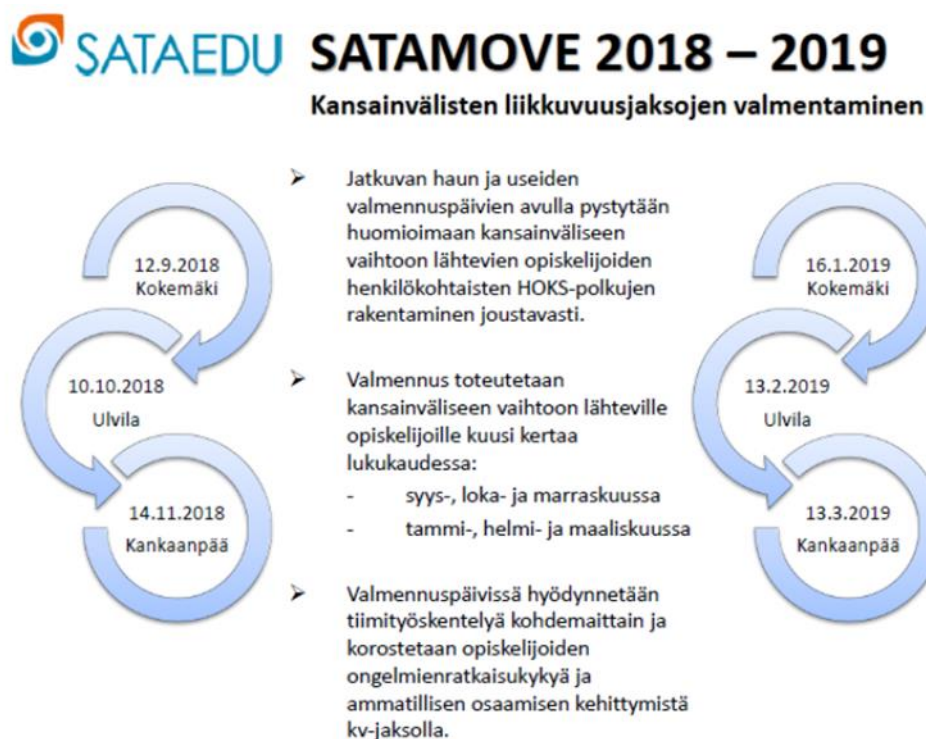 SATAEDU SATAMOVE 2018 – 2019
Kansainvälisten liikkuvuusjaksojen valmentaminen
12.9.2018
Kokemäki
10.10.2018
Ulvila
14.11.2018
Kankaanpää
➢ Jatkuvan haun ja useiden
valmennuspäivien avulla pystytään
huomioimaan kansainväliseen
vaihtoon lähtevien opiskelijoiden
henkilökohtaisten HOKS-polkujen
rakentaminen joustavasti.
➢ Valmennus toteutetaan
kansainväliseen vaihtoon lähteville
opiskelijoille kuusi kertaa
lukukaudessa:
- syys-, loka- ja marraskuussa
- tammi-, helmi- ja maaliskuussa
➢ Valmennuspäivissä hyödynnetään
tiimityöskentelyä kohdemaittain ja
korostetaan opiskelijoiden
ongelmienratkaisukykyä ja
ammatillisen osaamisen kehittymistä
kv-jaksolla.
16.1.2019
Kokemäki
13.2.2019
Ulvila
13.3.2019
Kankaanpää